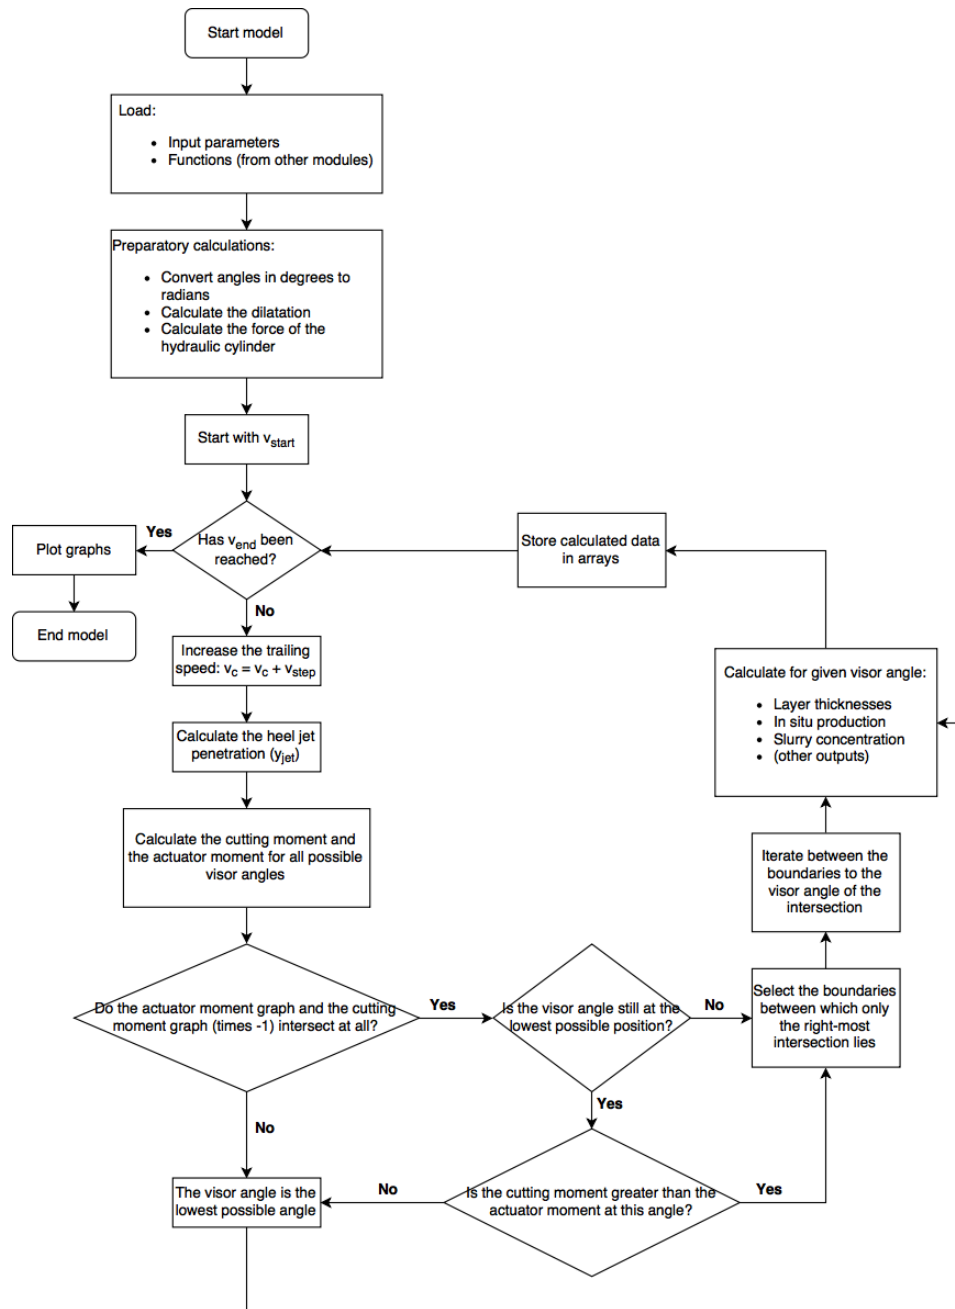 Start model
Load:
• Input parameters
• Functions (from other modules)
Preparatory calculations:
• Convert angles in degrees to
radians
• Calculate the dilatation
• Calculate the force of the
hydraulic cylinder
Start with vstart
Has vend been
reached?
Yes
Plot graphs
End model
No
Store calculated data
in arrays
Increase the trailing
speed: vc = vc + vstep
Calculate the heel jet
penetration (yjet)
Calculate the cutting moment and
the actuator moment for all possible
visor angles
Do the actuator moment graph and the cutting
moment graph (times -1) intersect at all?
Yes
No
Is the visor angle still at the
lowest possible position?
No
Yes
Is the cutting moment greater than the
actuator moment at this angle?
No
Yes
The visor angle is the
lowest possible angle
Select the boundaries
between which only
the right-most
intersection lies
Iterate between the
boundaries to the
visor angle of the
intersection
Calculate for given visor angle:
• Layer thicknesses
• In situ production
• Slurry concentration
• (other outputs)